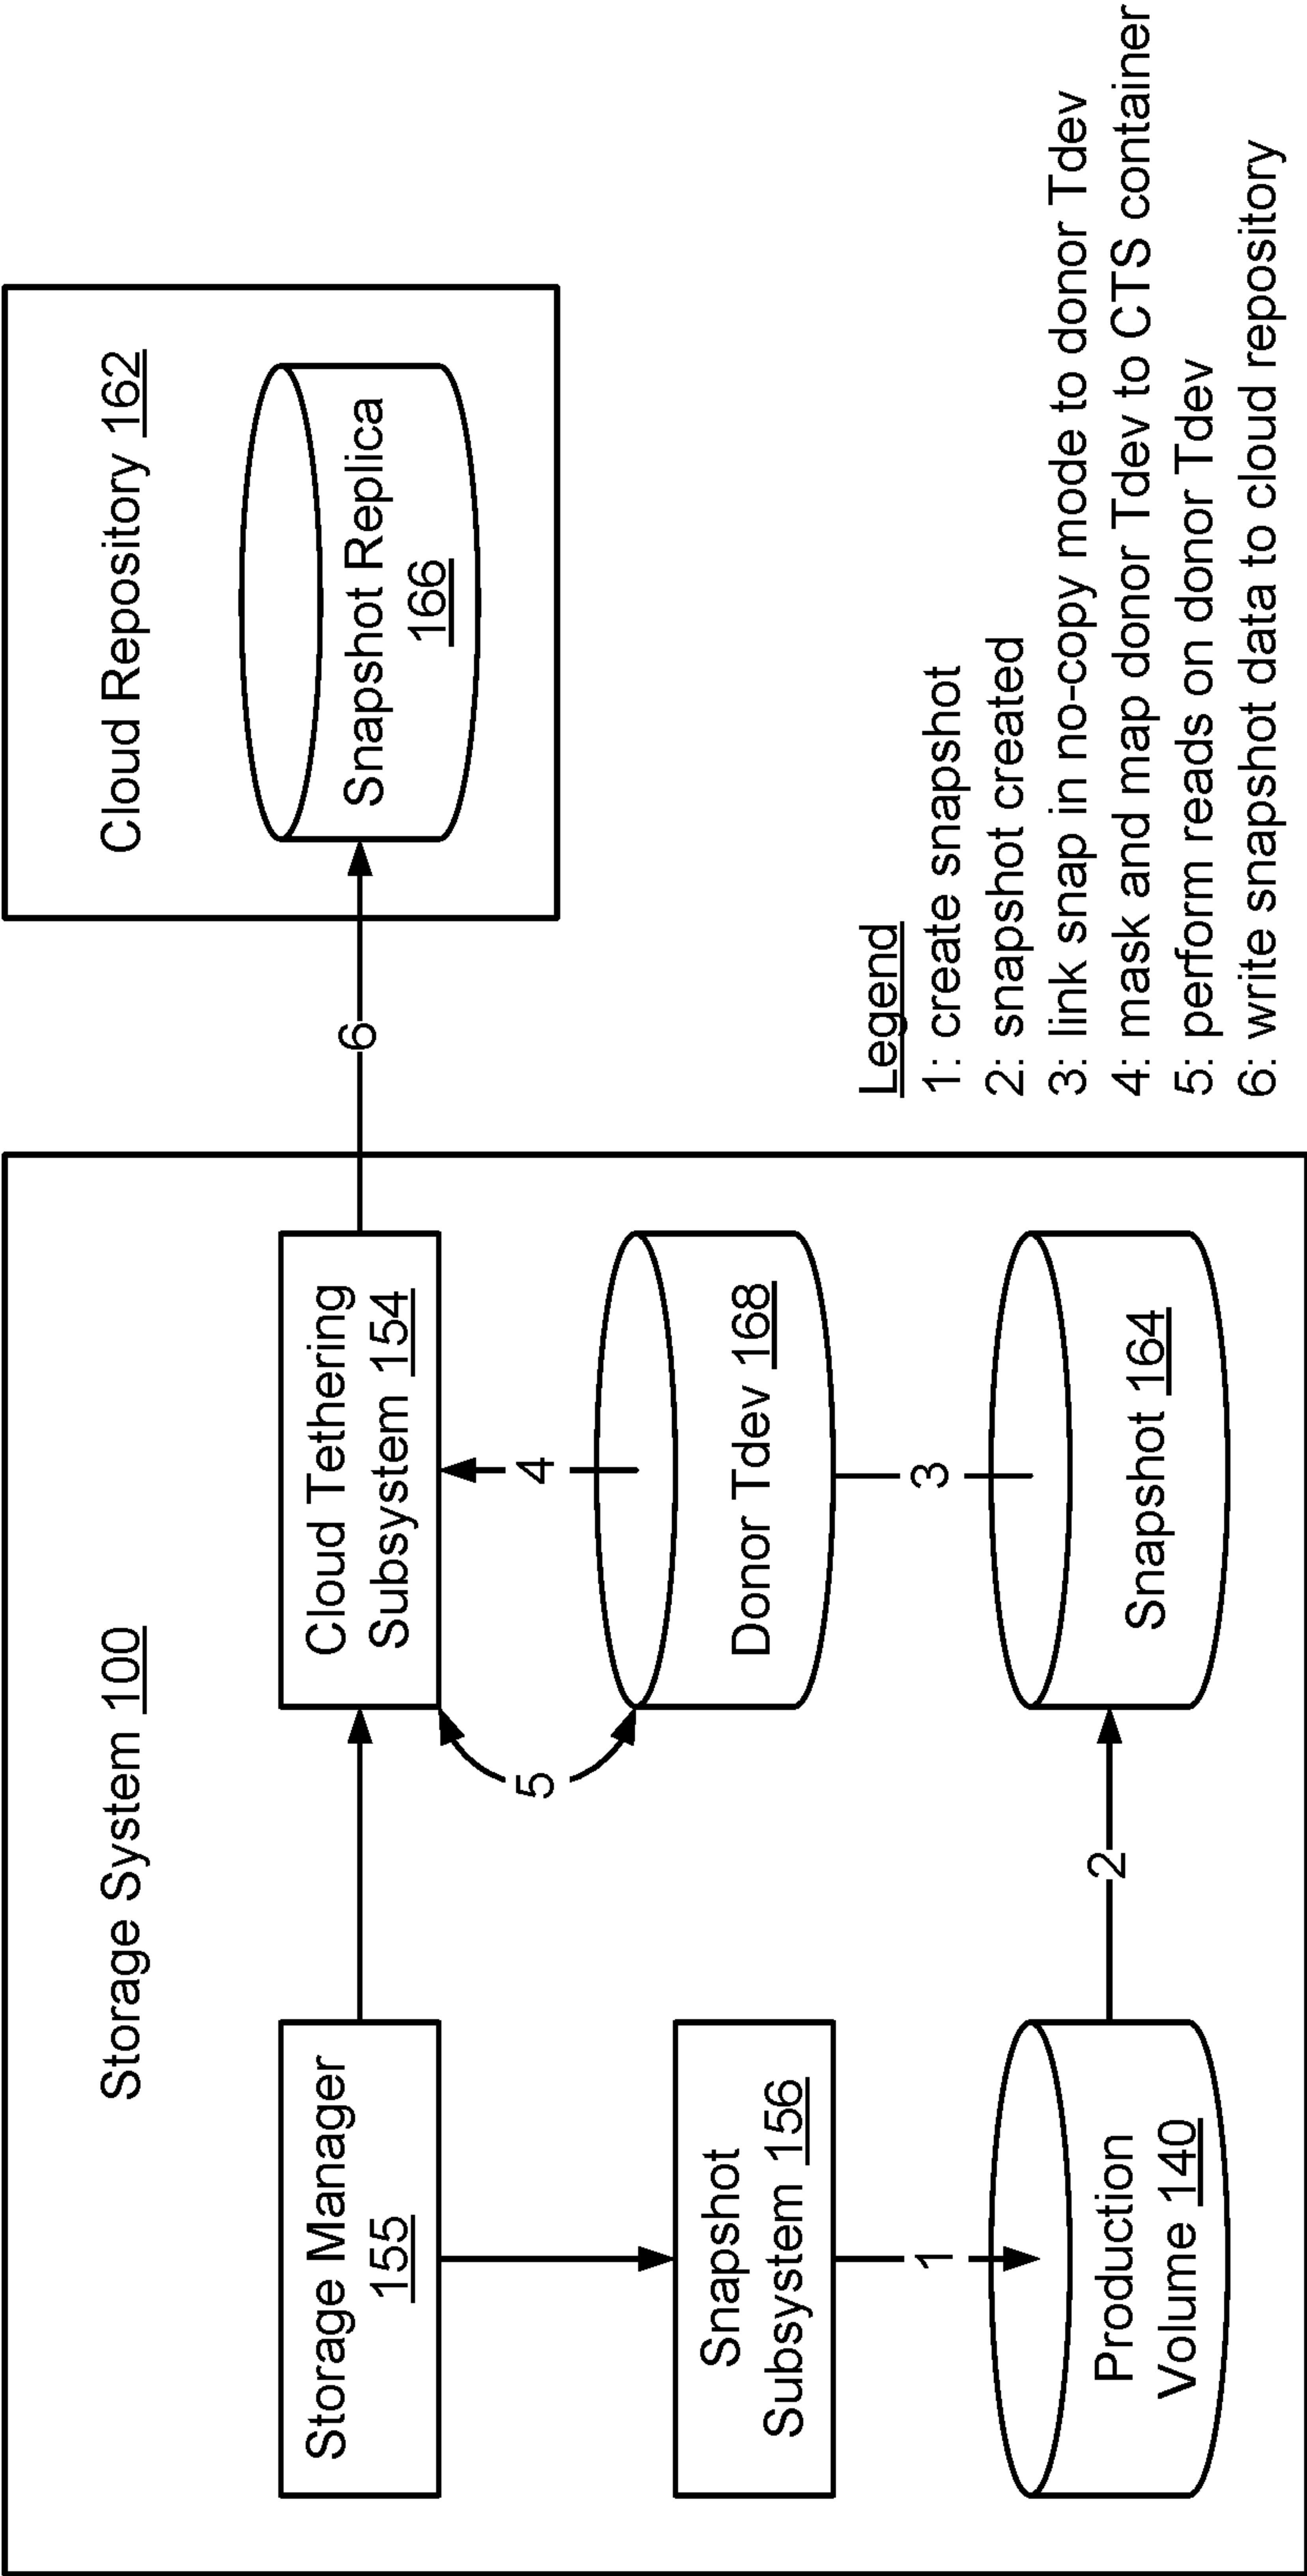 Storage System 100
Storage Manager
155
Cloud Tethering
Subsystem 154
6
Cloud Repository 162
Snapshot Replica
166
5
4
Snapshot
Subsystem 156
Donor Tdev 168
1
3
Production
Volume 140
2
Snapshot 164
Legend
1: create snapshot
2: snapshot created
3: link snap in no-copy mode to donor Tdev
4: mask and map donor Tdev to CTS container
5: perform reads on donor Tdev
6: write snapshot data to cloud repository